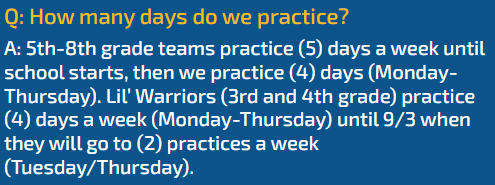 Q: How many days do we practice?
A: 5th-8th grade teams practice (5) days a week until
school starts, then we practice (4) days (Monday-
Thursday). Lil' Warriors (3rd and 4th grade) practice
(4) days a week (Monday-Thursday) until 9/3 when
they will go to (2) practices a week
(Tuesday/Thursday).